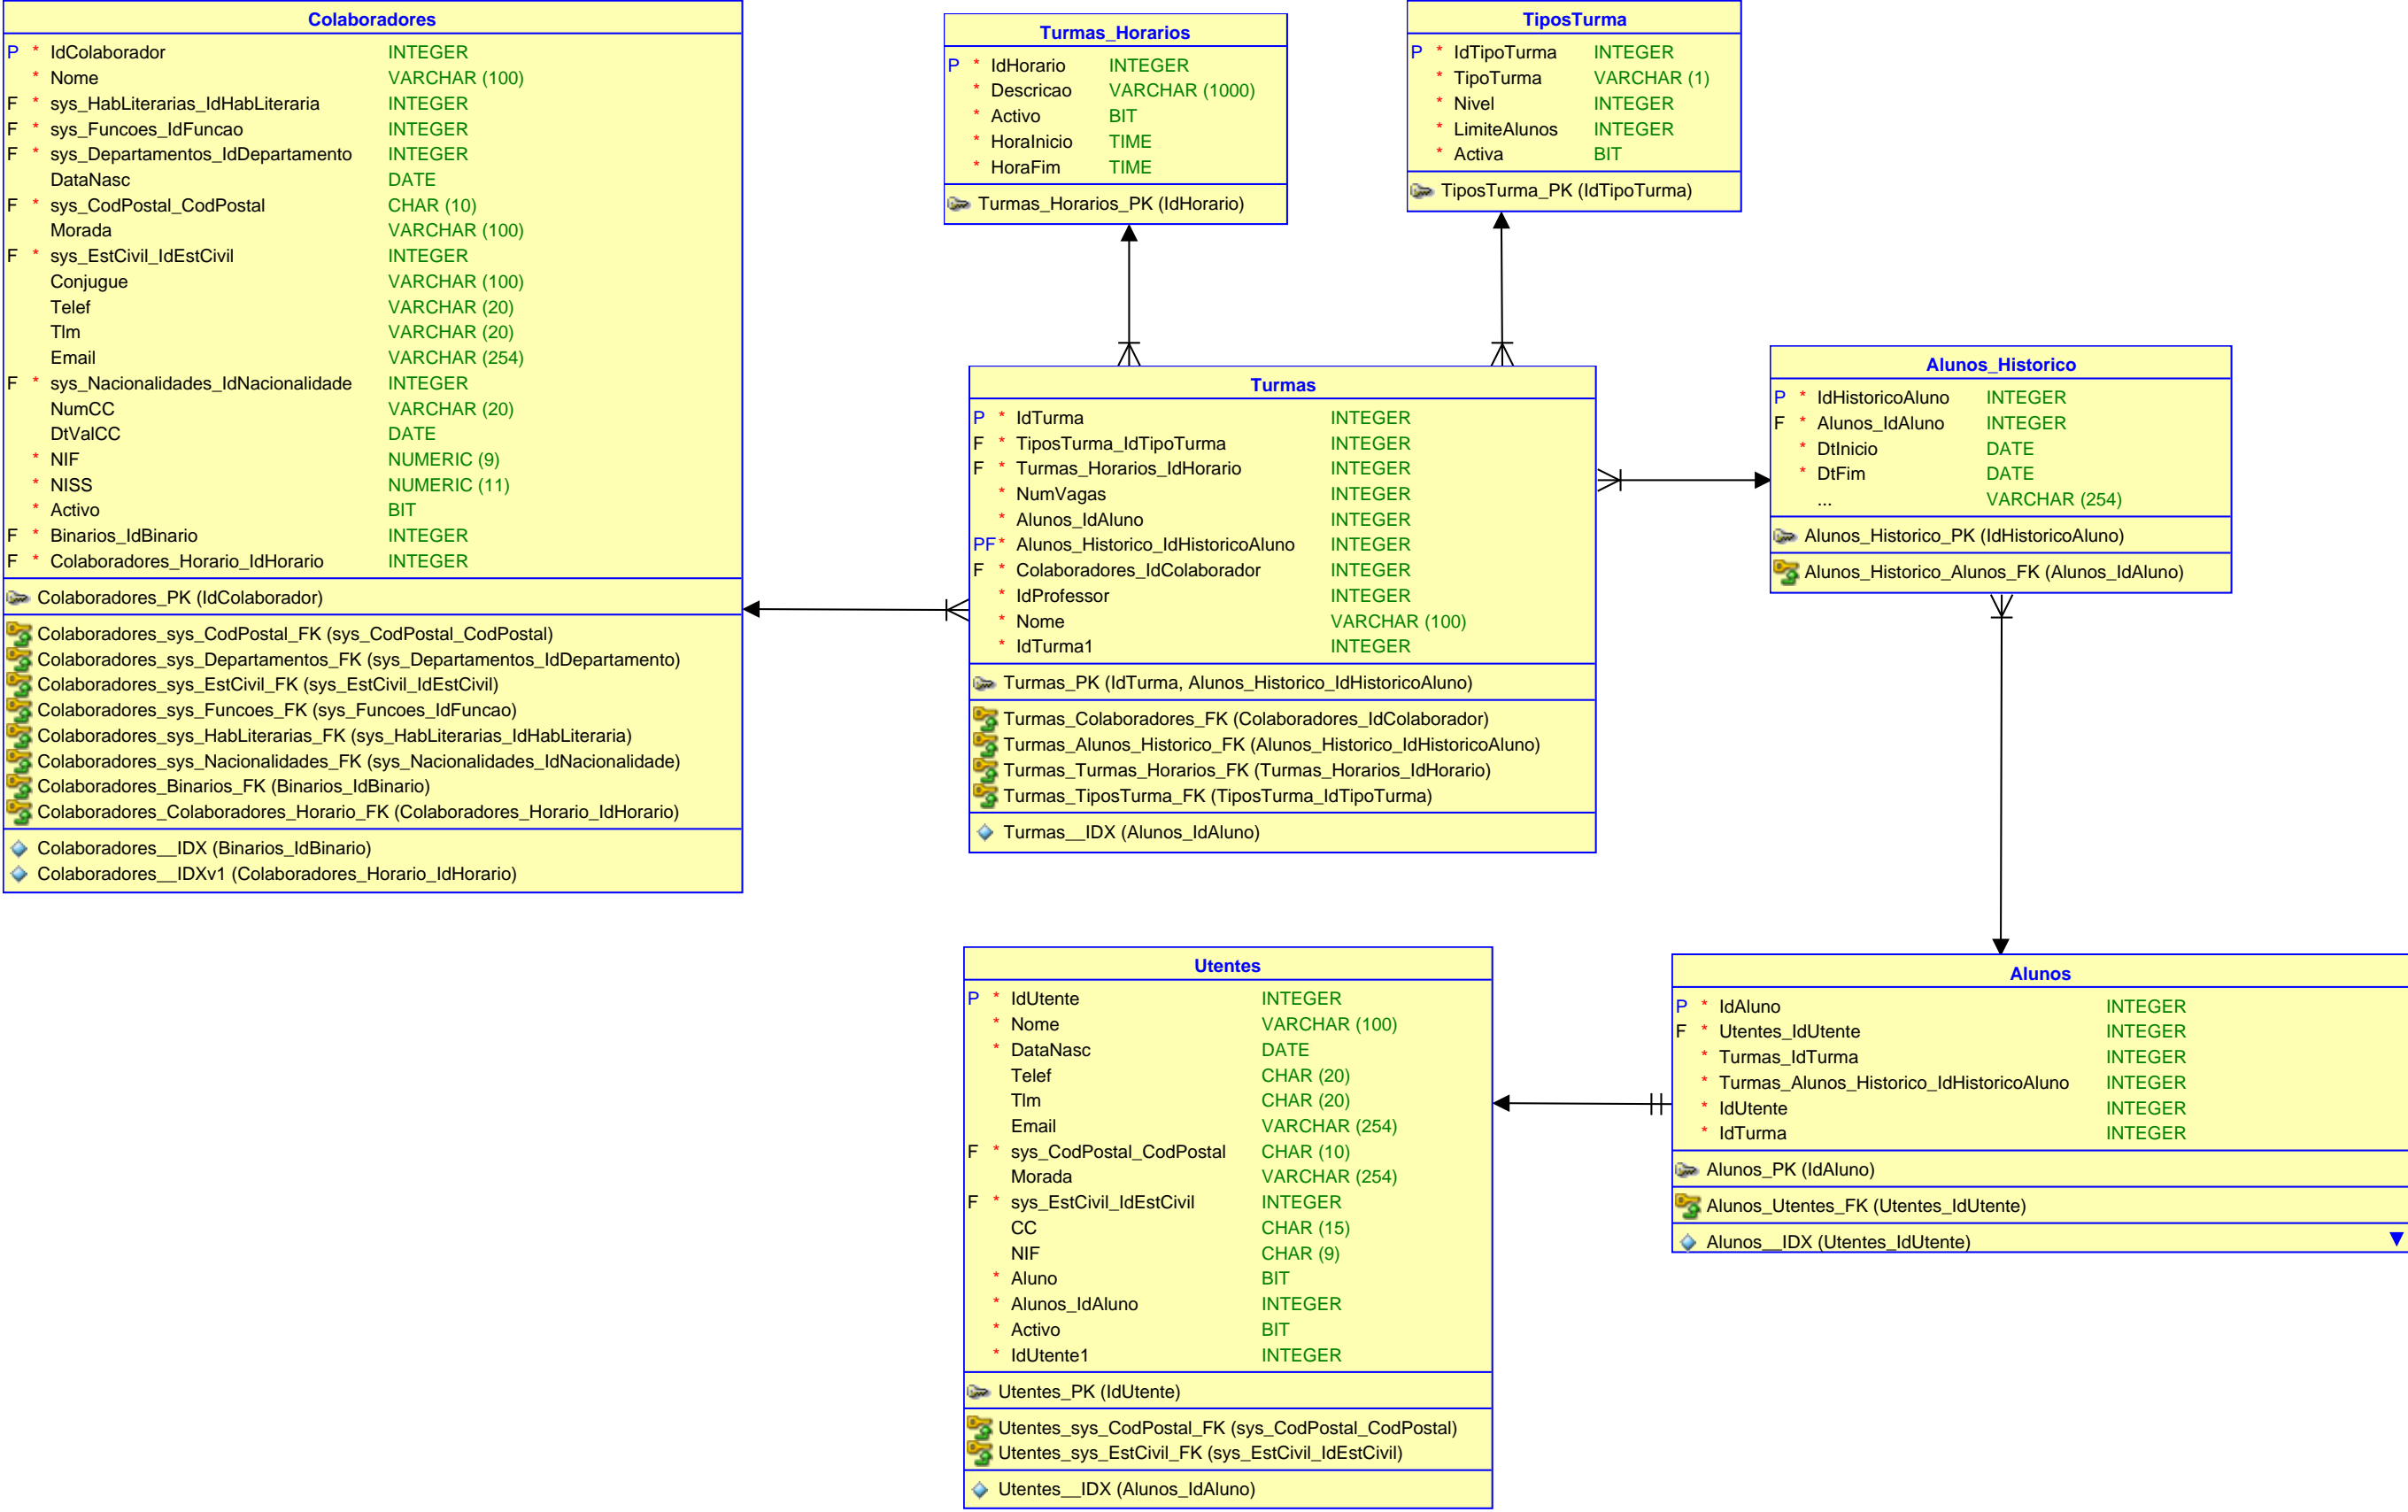 Colaboradores
P * IdColaborador INTEGER
* Nome VARCHAR (100)
F * sys_HabLiterarias_IdHabLiteraria INTEGER
F * sys_Funcoes_IdFuncao INTEGER
F * sys_Departamentos_IdDepartamento INTEGER
DataNasc DATE
F * sys_CodPostal_CodPostal CHAR (10)
Morada VARCHAR (100)
F * sys_EstCivil_IdEstCivil INTEGER
Conjugue VARCHAR (100)
Telef VARCHAR (20)
Tlm VARCHAR (20)
Email VARCHAR (254)
F * sys_Nacionalidades_IdNacionalidade INTEGER
NumCC VARCHAR (20)
DtValCC DATE
* NIF NUMERIC (9)
* NISS NUMERIC (11)
* Activo BIT
F * Binarios_IdBinario INTEGER
F * Colaboradores_Horario_IdHorario INTEGER
Colaboradores_PK (IdColaborador)
Colaboradores_sys_CodPostal_FK (sys_CodPostal_CodPostal)
Colaboradores_sys_Departamentos_FK (sys_Departamentos_IdDepartamento)
Colaboradores_sys_EstCivil_FK (sys_EstCivil_IdEstCivil)
Colaboradores_sys_Funcoes_FK (sys_Funcoes_IdFuncao)
Colaboradores_sys_HabLiterarias_FK (sys_HabLiterarias_IdHabLiteraria)
Colaboradores_sys_Nacionalidades_FK (sys_Nacionalidades_IdNacionalidade)
Colaboradores_Binarios_FK (Binarios_IdBinario)
Colaboradores_Colaboradores_Horario_FK (Colaboradores_Horario_IdHorario)
Colaboradores__IDX (Binarios_IdBinario)
Colaboradores__IDXv1 (Colaboradores_Horario_IdHorario)
Turmas_Horarios
P * IdHorario INTEGER
* Descricao VARCHAR (1000)
* Activo BIT
* HoraInicio TIME
* HoraFim TIME
Turmas_Horarios_PK (IdHorario)
TiposTurma
P * IdTipoTurma INTEGER
* TipoTurma VARCHAR (1)
* Nivel INTEGER
* LimiteAlunos INTEGER
* Activa BIT
TiposTurma_PK (IdTipoTurma)
Turmas
P * IdTurma INTEGER
F * TiposTurma_IdTipoTurma INTEGER
F * Turmas_Horarios_IdHorario INTEGER
* NumVagas INTEGER
* Alunos_IdAluno INTEGER
PF* Alunos_Historico_IdHistoricoAluno INTEGER
F * Colaboradores_IdColaborador INTEGER
* IdProfessor INTEGER
* Nome VARCHAR (100)
* IdTurma1 INTEGER
Turmas_PK (IdTurma, Alunos_Historico_IdHistoricoAluno)
Turmas_Colaboradores_FK (Colaboradores_IdColaborador)
Turmas_Alunos_Historico_FK (Alunos_Historico_IdHistoricoAluno)
Turmas_Turmas_Horarios_FK (Turmas_Horarios_IdHorario)
Turmas_TiposTurma_FK (TiposTurma_IdTipoTurma)
Turmas__IDX (Alunos_IdAluno)
Alunos_Historico
P * IdHistoricoAluno INTEGER
F * Alunos_IdAluno INTEGER
* DtInicio DATE
* DtFim DATE
... VARCHAR (254)
Alunos_Historico_PK (IdHistoricoAluno)
Alunos_Historico_Alunos_FK (Alunos_IdAluno)
Utentes
P * IdUtente INTEGER
* Nome VARCHAR (100)
* DataNasc DATE
Telef CHAR (20)
Tlm CHAR (20)
Email VARCHAR (254)
F * sys_CodPostal_CodPostal CHAR (10)
Morada VARCHAR (254)
F * sys_EstCivil_IdEstCivil INTEGER
CC CHAR (15)
NIF CHAR (9)
* Aluno BIT
* Alunos_IdAluno INTEGER
* Activo BIT
* IdUtente1 INTEGER
Utentes_PK (IdUtente)
Utentes_sys_CodPostal_FK (sys_CodPostal_CodPostal)
Utentes_sys_EstCivil_FK (sys_EstCivil_IdEstCivil)
Utentes__IDX (Alunos_IdAluno)
Alunos
P * IdAluno INTEGER
F * Utentes_IdUtente INTEGER
* Turmas_IdTurma INTEGER
* Turmas_Alunos_Historico_IdHistoricoAluno INTEGER
* IdUtente INTEGER
* IdTurma INTEGER
Alunos_PK (IdAluno)
Alunos_Utentes_FK (Utentes_IdUtente)
Alunos__IDX (Utentes_IdUtente)